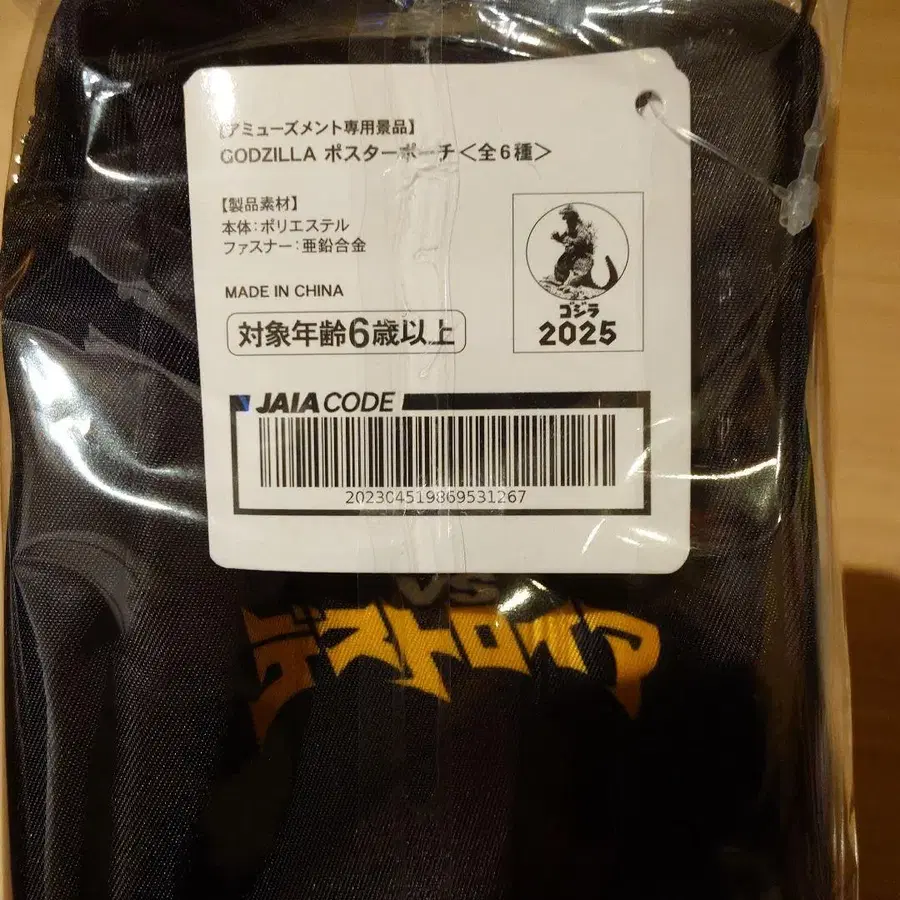 【アミューズメント専用景品】
GODZILLA ポスターポーチ<全6種>
【製品素材】
本体:ポリエステル
ファスナー:亜鉛合金
MADE IN CHINA
対象年齢6歳以上
ゴジラ
2025
JAIA CODE
202304519869531267
VS
デストロイア